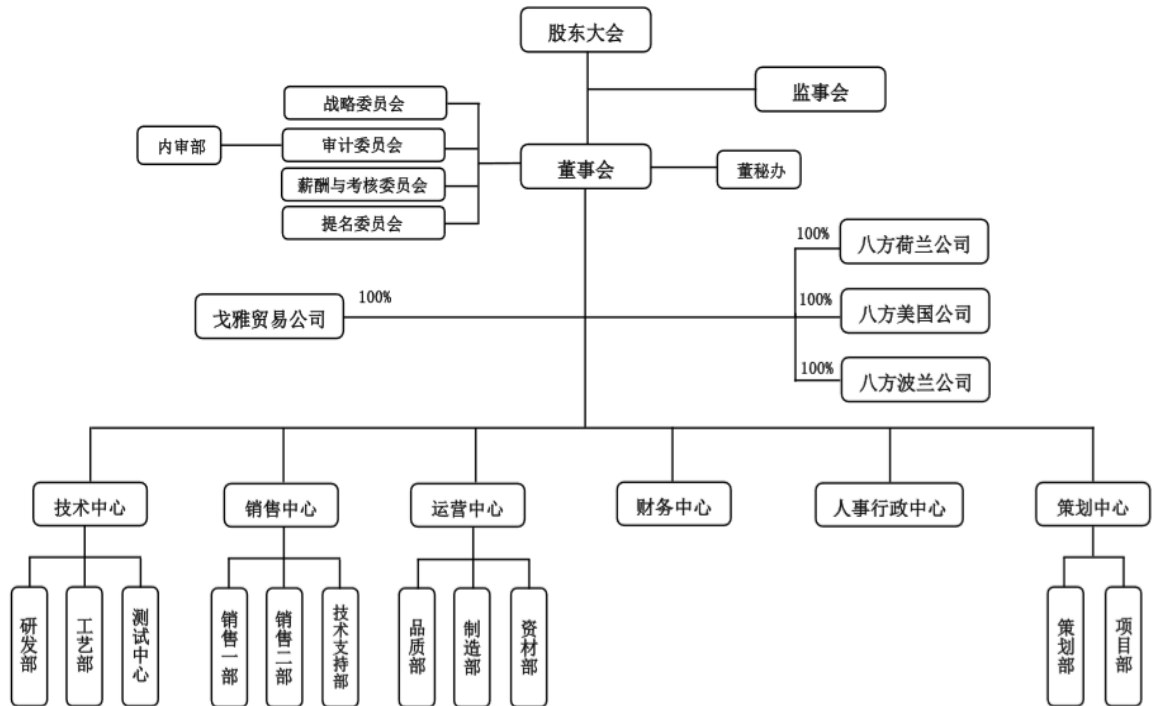 股东大会
监事会
战略委员会
内审部
审计委员会
董事会
董秘办
薪酬与考核委员会
提名委员会
100%
八方荷兰公司
100%
戈雅贸易公司
100%
八方美国公司
100%
八方波兰公司
技术中心
销售中心
运营中心
财务中心
人事行政中心
策划中心
研发部
工艺部
测试中心
销售一部
销售二部
技术支持部
品质部
制造部
资材部
策划部
项目部